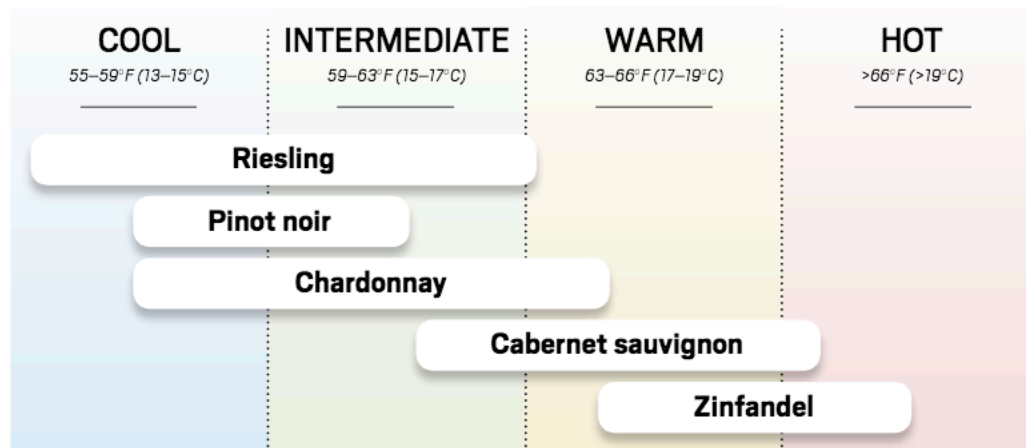 COOL
55–59°F (13–15°C)
INTERMEDIATE
59–63°F (15–17°C)
WARM
63–66°F (17–19°C)
HOT
>66°F (>19°C)
Riesling
Pinot noir
Chardonnay
Cabernet sauvignon
Zinfandel